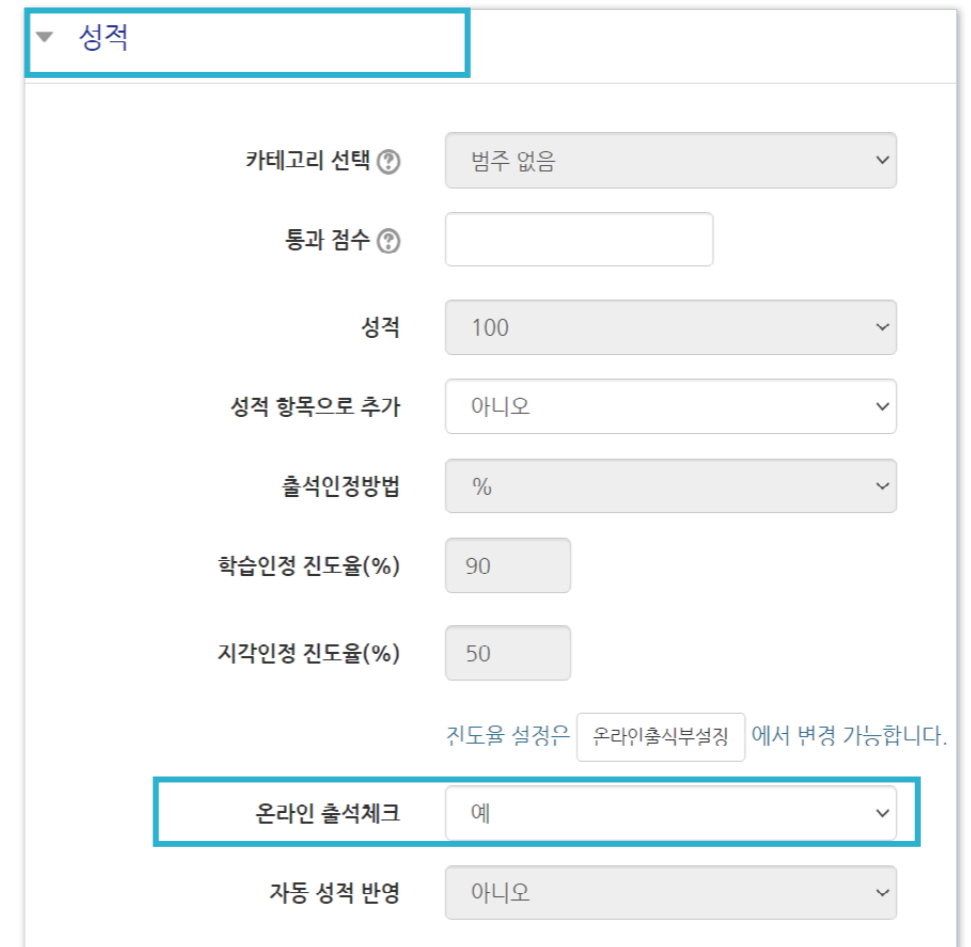 성적
카테고리 선택 범주 없음
통과 점수
성적 100
성적 항목으로 추가 아니오
출석인정방법 %
학습인정 진도율(%) 90
지각인정 진도율(%) 50
진도율 설정은 온라인출석부설정 에서 변경 가능합니다.
온라인 출석체크 예
자동 성적 반영 아니오